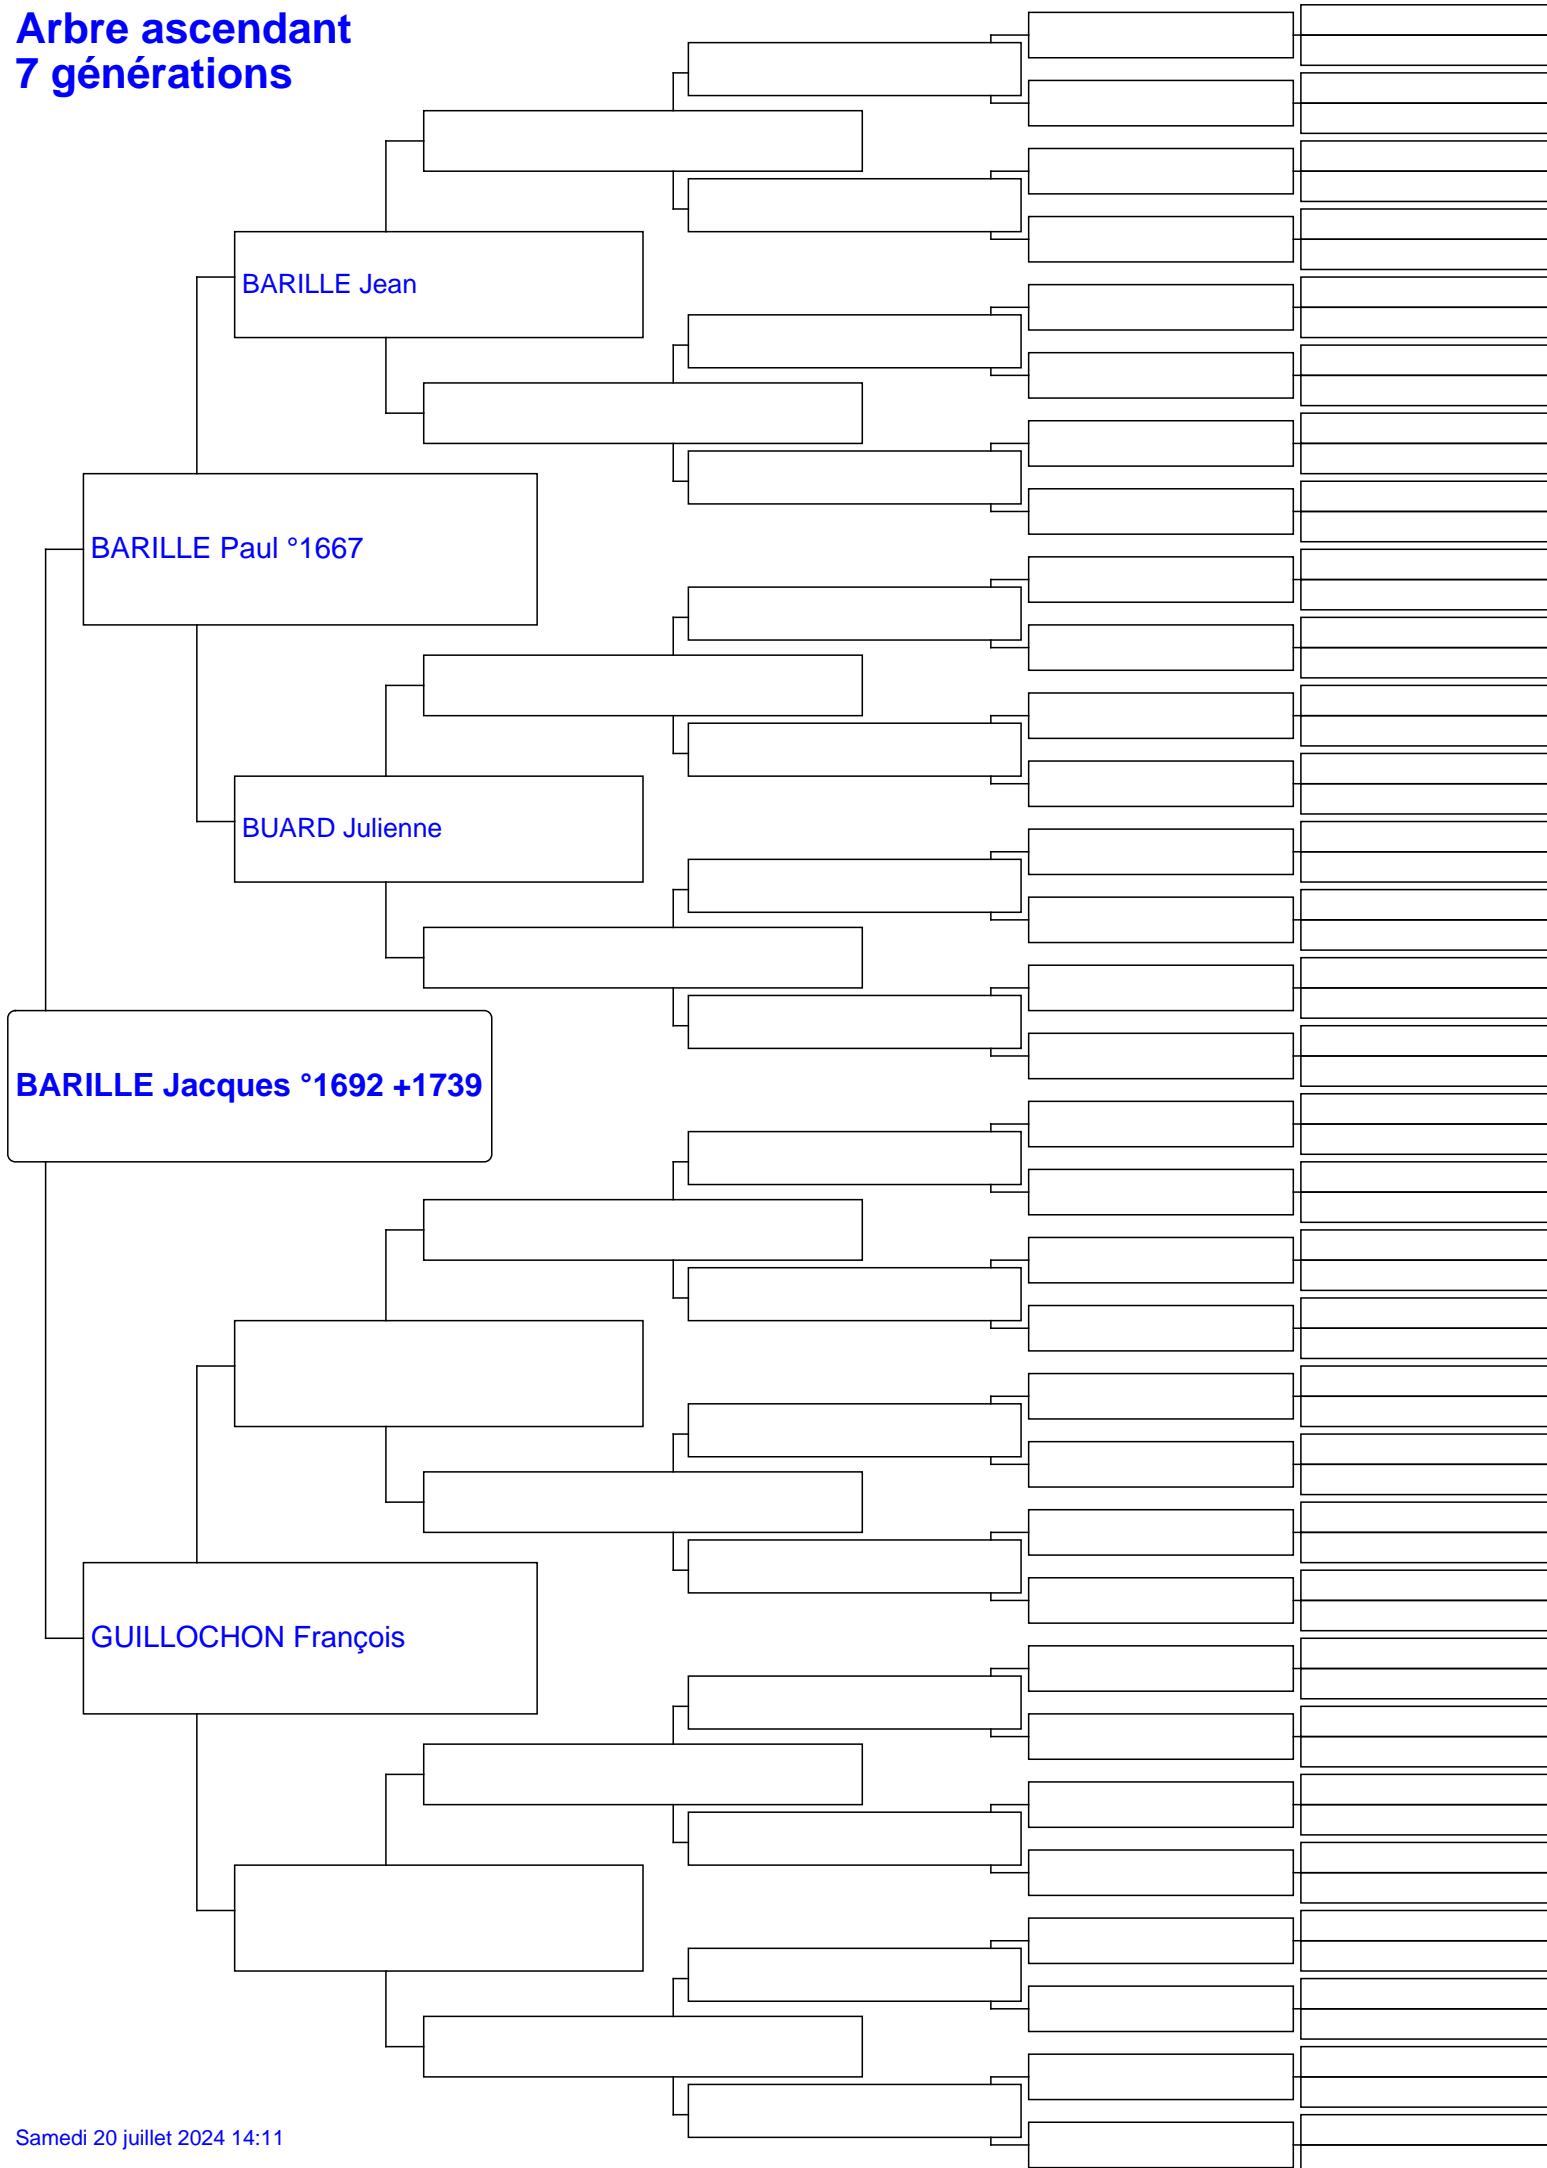 Arbre ascendant
7 générations
BARILLE Jean
BARILLE Paul °1667
BUARD Julienne
BARILLE Jacques °1692 +1739
GUILLOCHON François
Samedi 20 juillet 2024 14:11